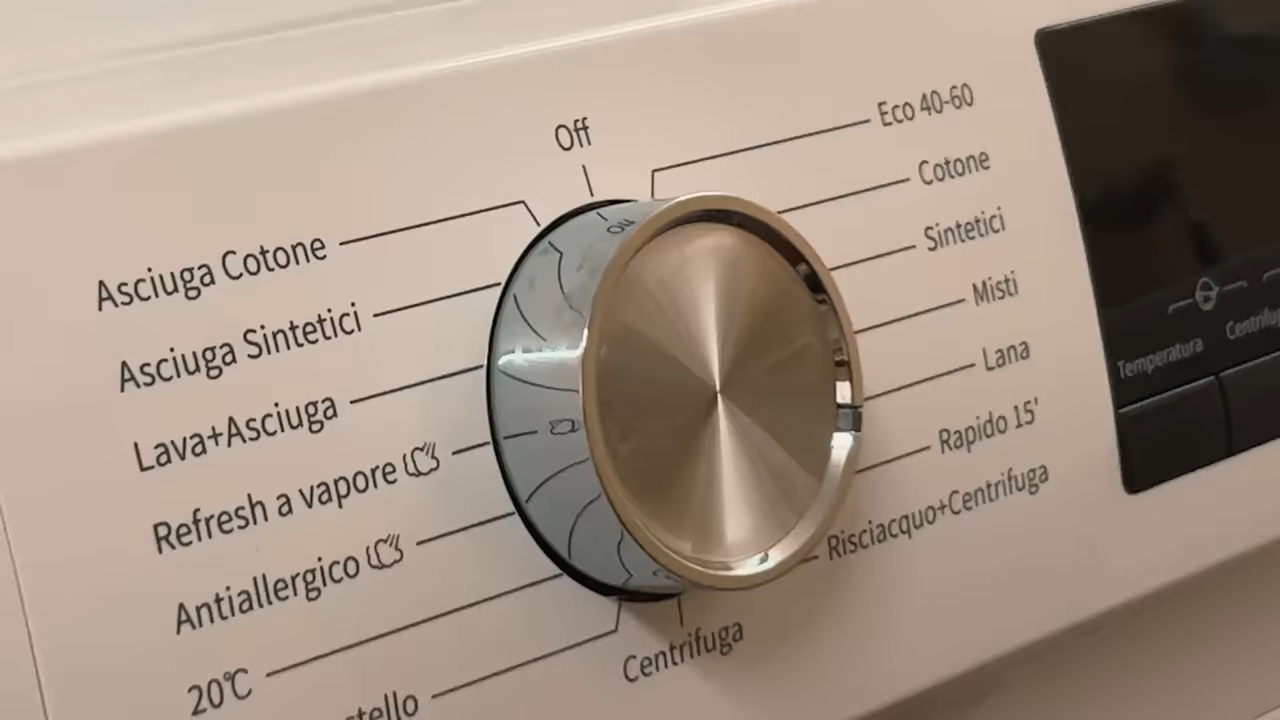 Off
Eco 40-60
Cotone
Sintetici
Misti
Lana
Rapido 15'
Risciacquo+Centrifuga
Centrifuga
Asciuga Cotone
Asciuga Sintetici
Lava+Asciuga
Refresh a vapore
Antiallergico
20℃
Temperatura